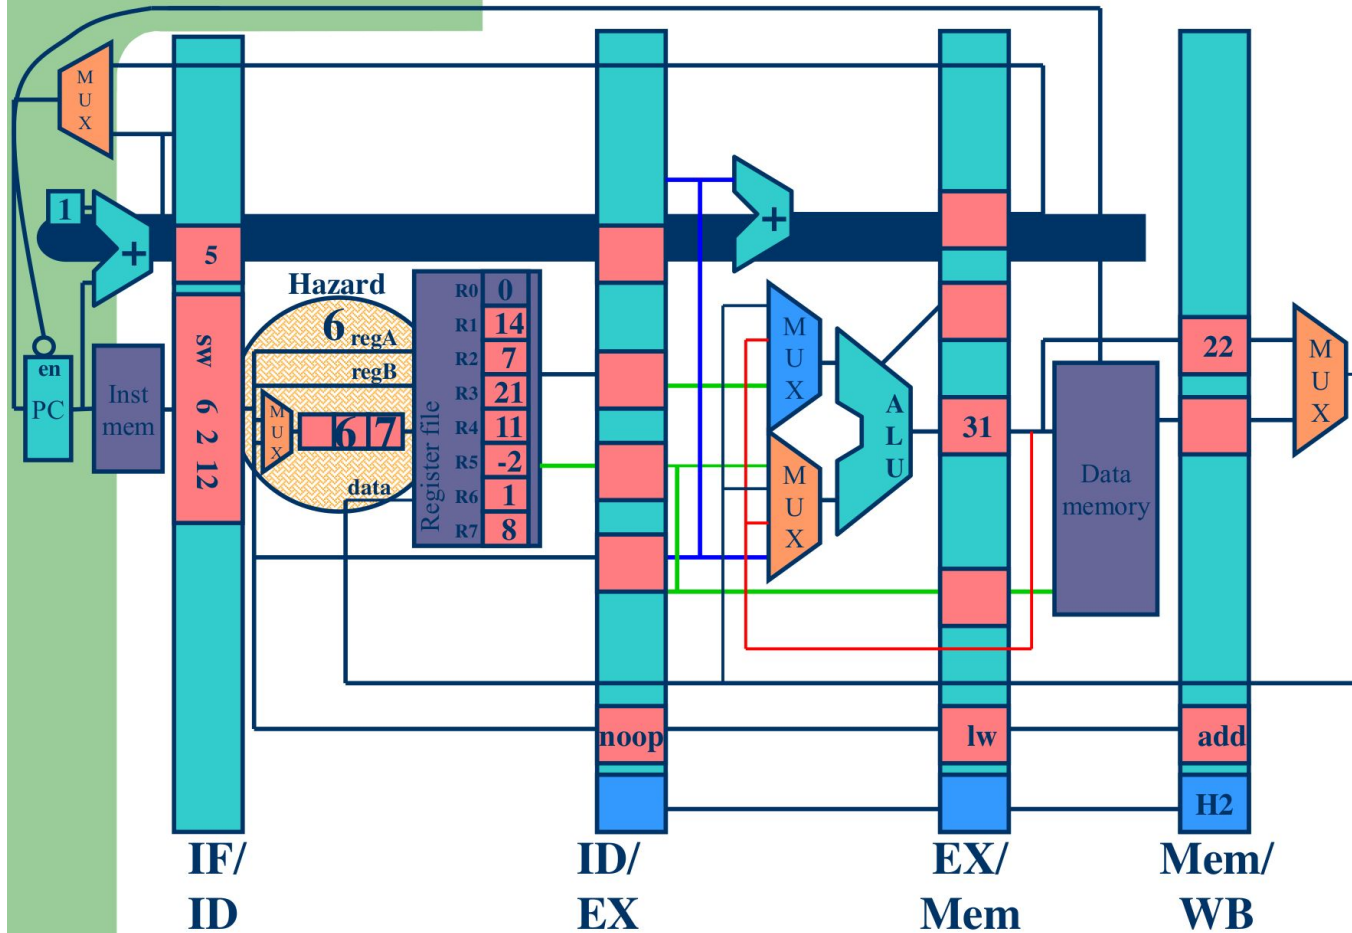 M
U
X
1
+
5
Hazard
6
regA
regB
M
U
X
6 7
data
en
PC
Inst
mem
sw 6 2 12
Register file
R0 0
R1 14
R2 7
R3 21
R4 11
R5 -2
R6 1
R7 8
+
M
U
X
M
U
X
A
L
U
31
Data
memory
22
M
U
X
noop
lw
add
H2
IF/
ID
ID/
EX
EX/
Mem
Mem/
WB